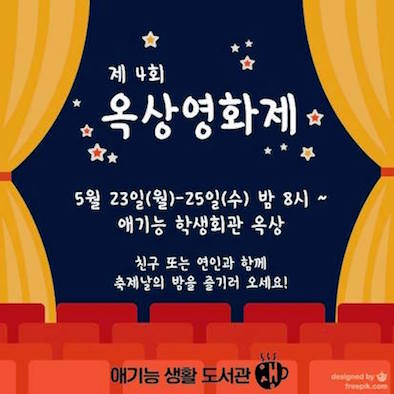 제 4회
옥상영화제
5월 23일(월)-25일(수) 밤 8시 ~
애기능 학생회관 옥상
친구 또는 연인과 함께
축제날의 밤을 즐기러 오세요!
애기능 생활 도서관
designed by
freepik.com